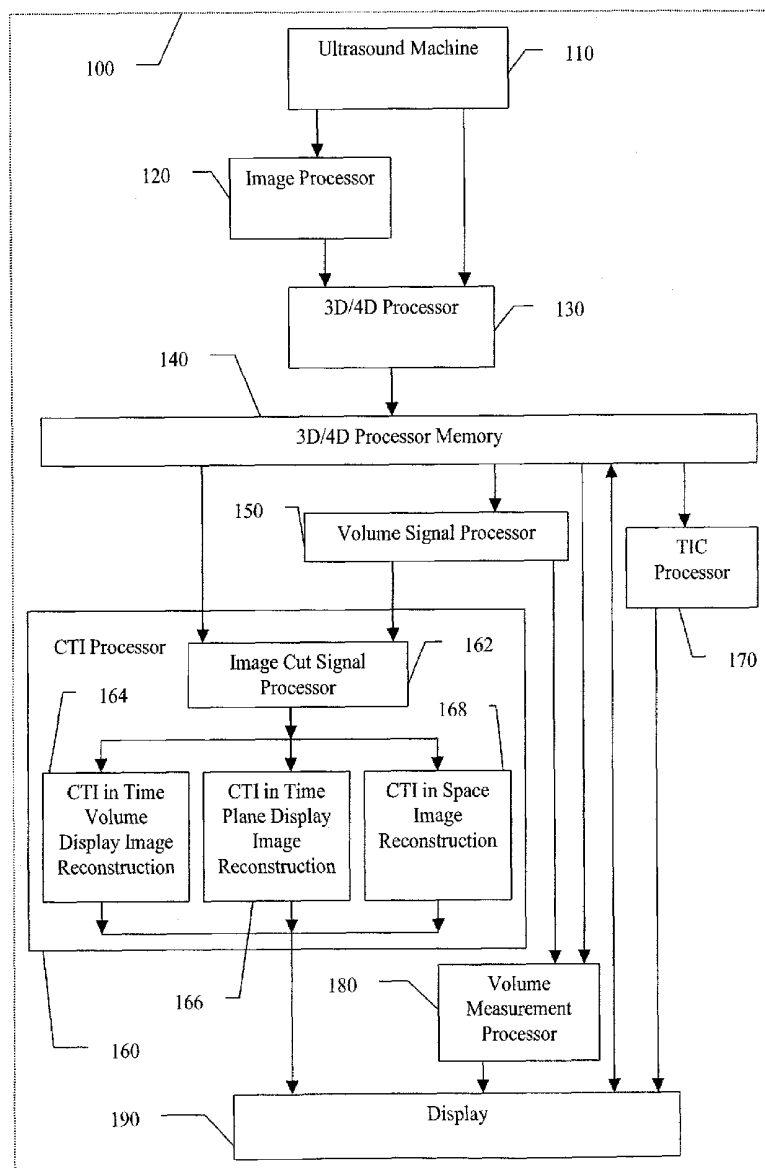 Ultrasound Machine
110
100
120
Image Processor
3D/4D Processor
130
140
3D/4D Processor Memory
150
Volume Signal Processor
TIC
Processor
170
CTI Processor
Image Cut Signal
Processor
162
164
168
CTI in Time
Volume
Display Image
Reconstruction
CTI in Time
Plane Display
Image
Reconstruction
CTI in Space
Image
Reconstruction
166
160
180
Volume
Measurement
Processor
Display
190